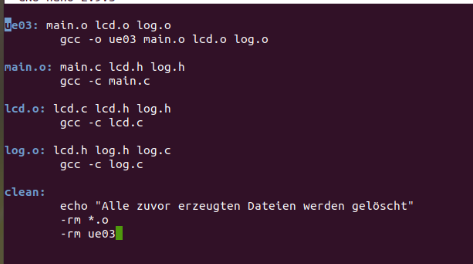 ue03: main.o lcd.o log.o
gcc -o ue03 main.o lcd.o log.o
main.o: main.c lcd.h log.h
gcc -c main.c
lcd.o: lcd.c lcd.h log.h
gcc -c lcd.c
log.o: lcd.h log.h log.c
gcc -c log.c
clean:
echo "Alle zuvor erzeugten Dateien werden gelöscht"
-rm *.o
-rm ue03